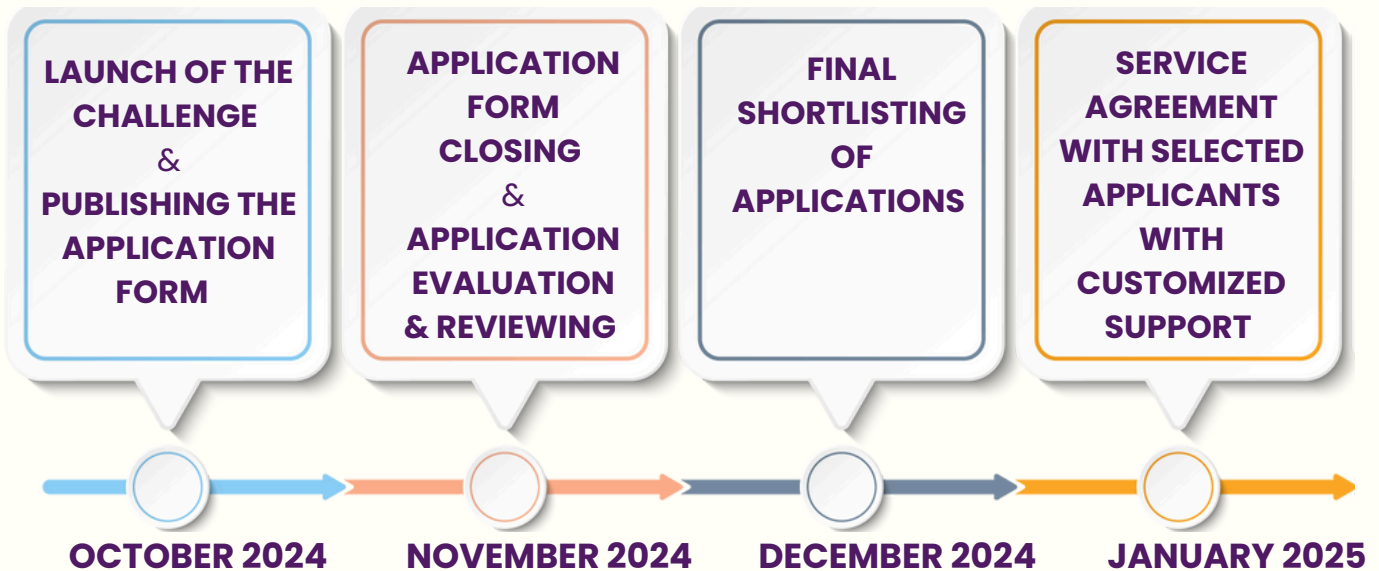 LAUNCH OF THE
CHALLENGE
&
PUBLISHING THE
APPLICATION
FORM
APPLICATION
FORM
CLOSING
&
APPLICATION
EVALUATION
& REVIEWING
FINAL
SHORTLISTING
OF
APPLICATIONS
SERVICE
AGREEMENT
WITH SELECTED
APPLICANTS
WITH
CUSTOMIZED
SUPPORT
OCTOBER 2024
NOVEMBER 2024
DECEMBER 2024
JANUARY 2025